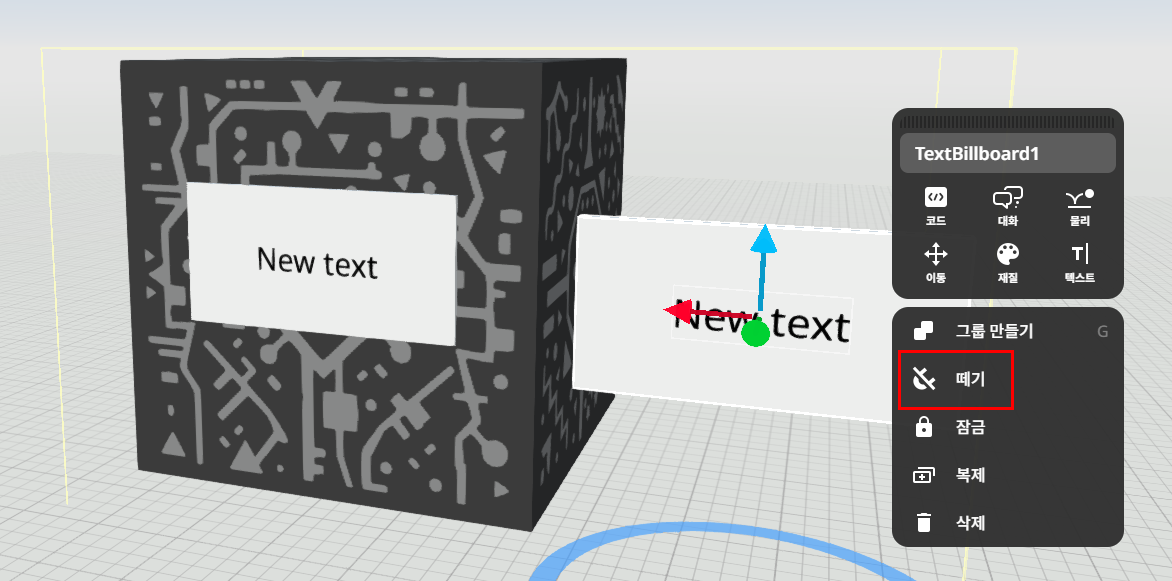 New text
New text
TextBillboard1
코드
대화
물리
이동
재질
텍스트
그룹 만들기 G
떼기
잠금
복제
삭제